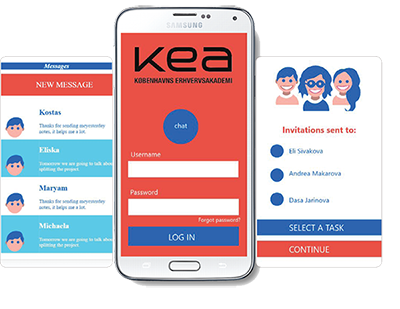 Messages
NEW MESSAGE
Kostas
Thanks for sending me
notes, it helps me a lot.
Eliska
Tomorrow we are going to talk about
splitting the project
Maryam
Thanks for sending me
notes, it helps me a lot.
Michaela
Tomorrow we are going to talk about
splitting the project
SAMSUNG
kea
KØBENHAVNS ERHVERVSAKADEMI
chat
Username
Password
Forgot password?
LOG IN
Invitations sent to:
Eli Sivakova
Andrea Makarova
Dasa Jarinova
SELECT A TASK
CONTINUE